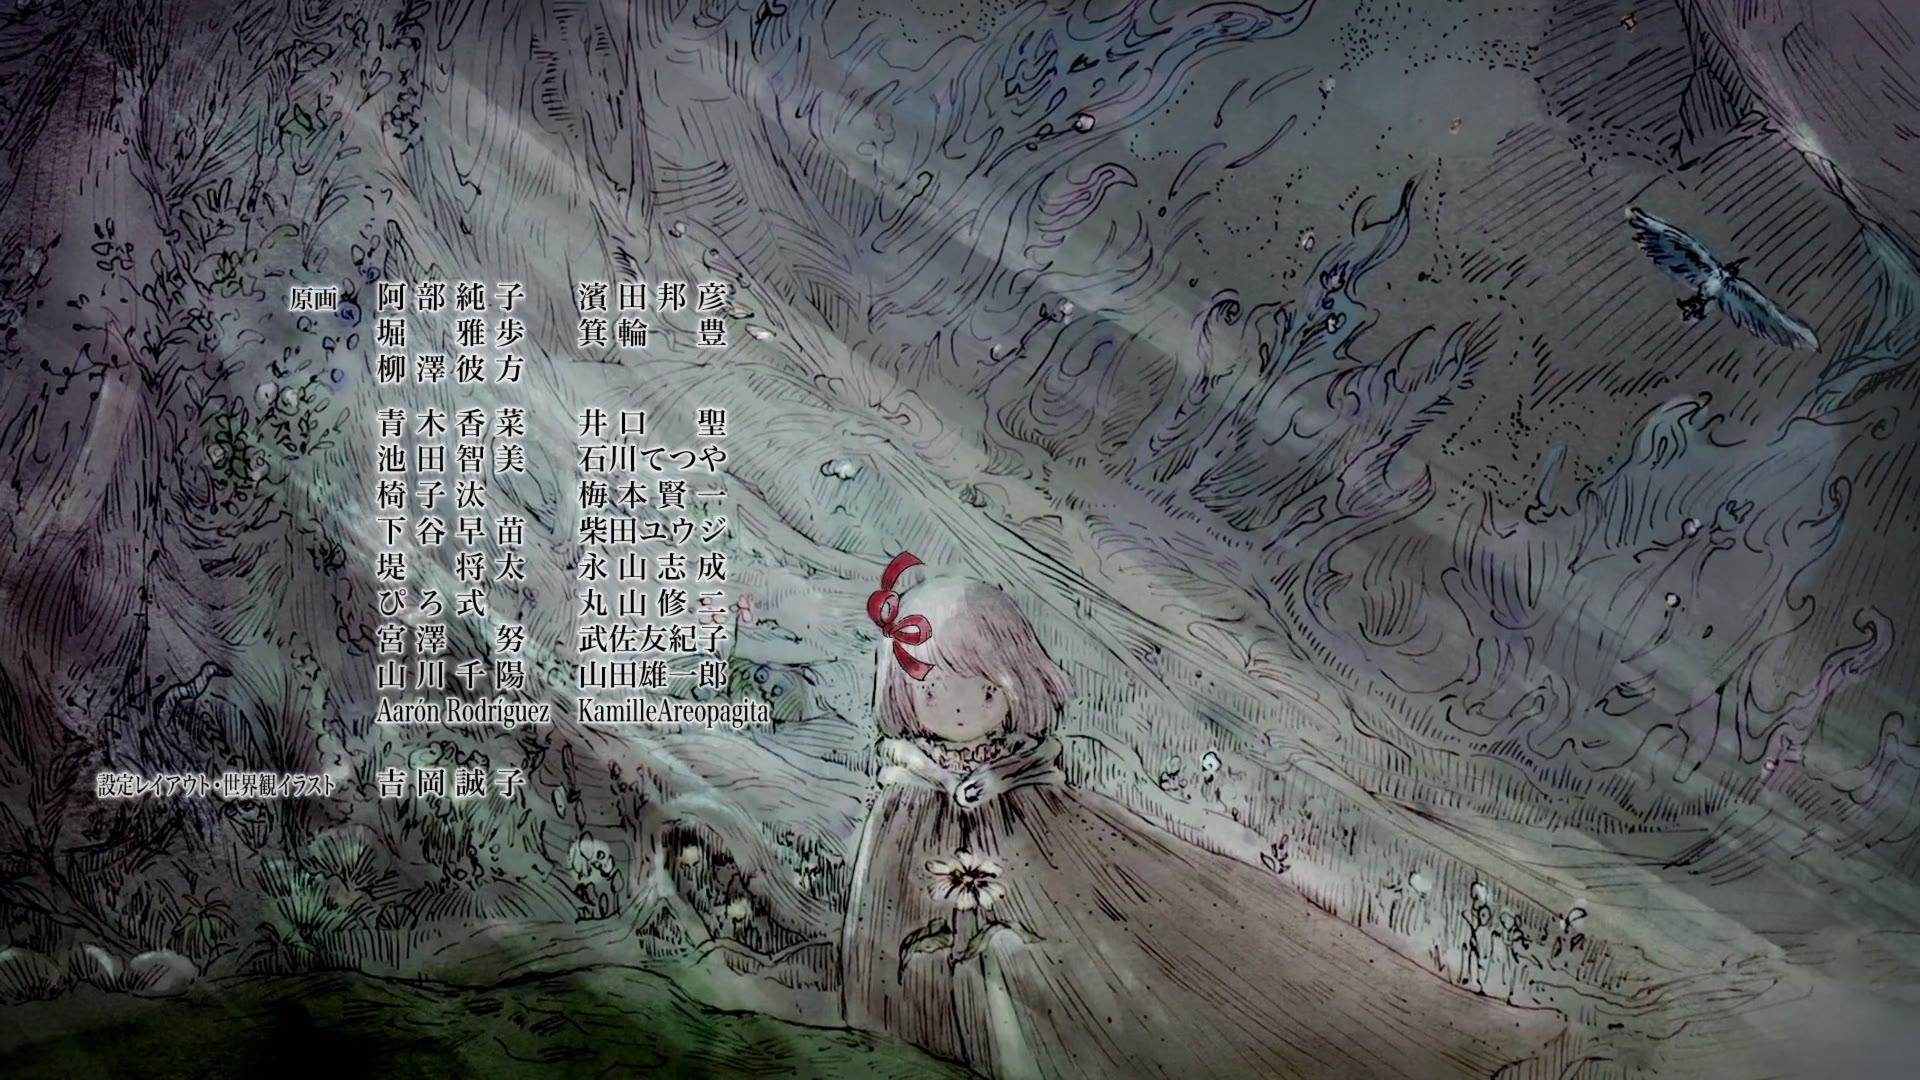 原画 阿部純子 濱田邦彦
堀 雅歩 箕輪 豊
柳澤彼方
青木香菜 井口 聖
池田智美 石川てつや
椅子汰 梅本賢一
下谷早苗 柴田ユウジ
堤 将太 永山志成
ぴろ式 丸山修二
宮澤 努 武佐友紀子
山川千陽 山田雄一郎
Aarón Rodríguez KamilleAreopagita
設定レイアウト・世界観イラスト 吉岡誠子